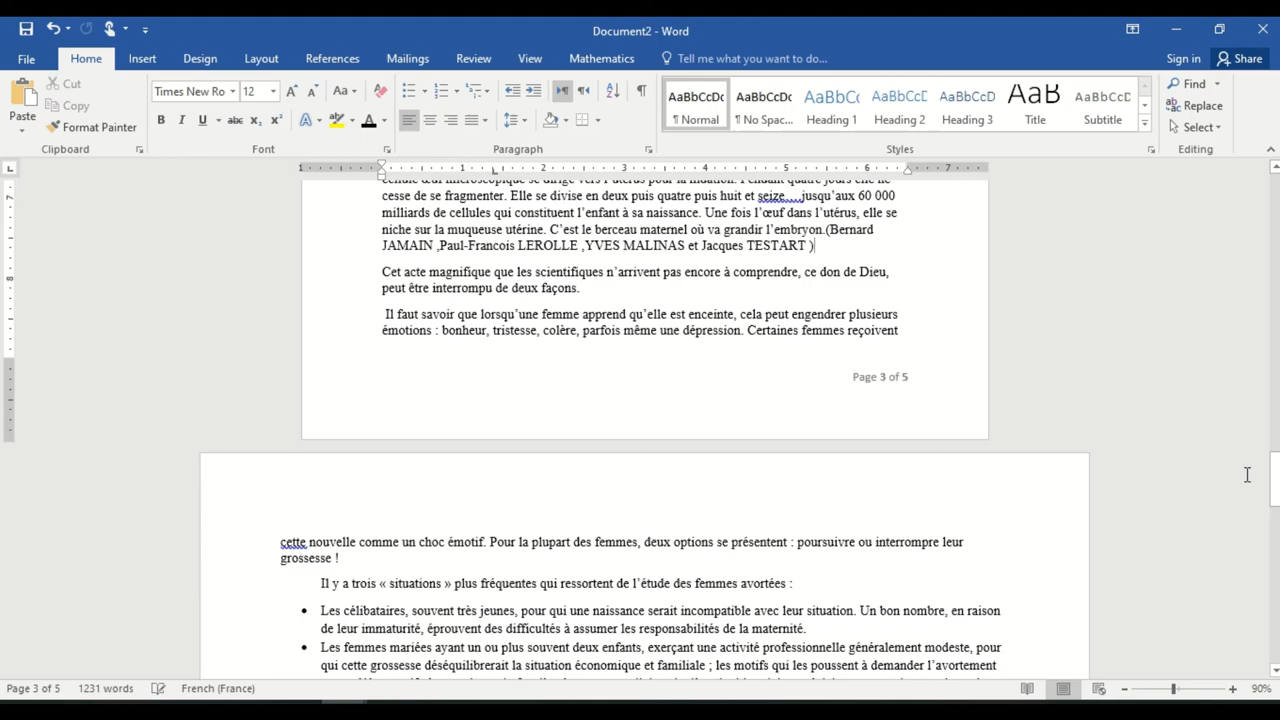 Document2 - Word
File Home Insert Design Layout References Mailings Review View Mathematics Tell me what you want to do... Sign in Share
Cut
Copy
Format Painter
Paste
Times New Ro 12
AaBbCcDc AaBbCcDc AaBbC AaBbCcD AaBbCcD AaB AaBbCcD
¶ Normal ¶ No Spac... Heading 1 Heading 2 Heading 3 Title Subtitle
Find
Replace
Select
Clipboard Font Paragraph Styles Editing
1 1 2 3 4 5 6 7
cesse de se fragmenter. Elle se divise en deux puis quatre puis huit et seize....jusqu'aux 60 000
milliards de cellules qui constituent l'enfant à sa naissance. Une fois l'œuf dans l'utérus, elle se
niche sur la muqueuse utérine. C'est le berceau maternel où va grandir l'embryon.(Bernard
JAMAIN ,Paul-Francois LEROLLE ,YVES MALINAS et Jacques TESTART )
Cet acte magnifique que les scientifiques n'arrivent pas encore à comprendre, ce don de Dieu,
peut être interrompu de deux façons.
Il faut savoir que lorsqu'une femme apprend qu'elle est enceinte, cela peut engendrer plusieurs
émotions : bonheur, tristesse, colère, parfois même une dépression. Certaines femmes reçoivent
Page 3 of 5
cette nouvelle comme un choc émotif. Pour la plupart des femmes, deux options se présentent : poursuivre ou interrompre leur
grossesse !
Il y a trois « situations » plus fréquentes qui ressortent de l'étude des femmes avortées :
• Les célibataires, souvent très jeunes, pour qui une naissance serait incompatible avec leur situation. Un bon nombre, en raison
de leur immaturité, éprouvent des difficultés à assumer les responsabilités de la maternité.
• Les femmes mariées ayant un ou plus souvent deux enfants, exerçant une activité professionnelle généralement modeste, pour
qui cette grossesse déséquilibrerait la situation économique et familiale ; les motifs qui les poussent à demander l'avortement
Page 3 of 5 1231 words French (France) 90%